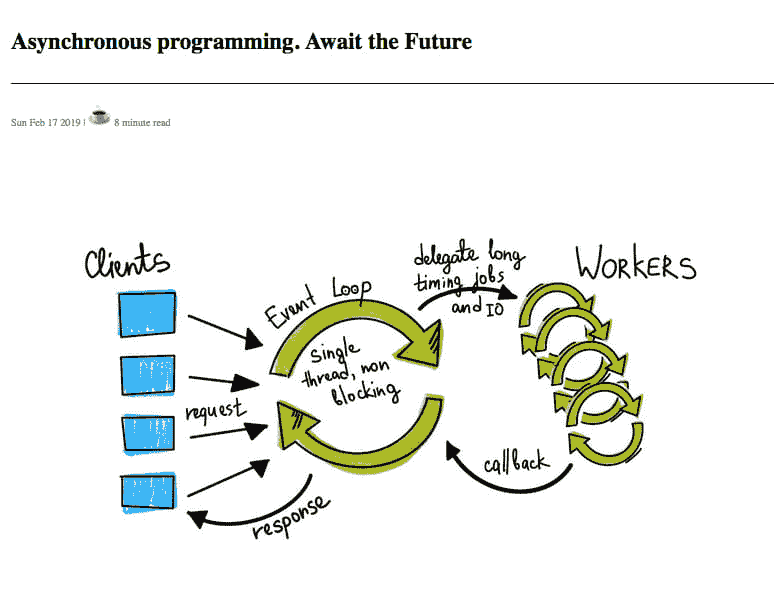 Asynchronous programming. Await the Future
Sun Feb 17 2019 | 8 minute read
Clients
Event Loop
delegate long
timing jobs
and IO
WORKERS
single
thread, non
blocking
request
callback
response